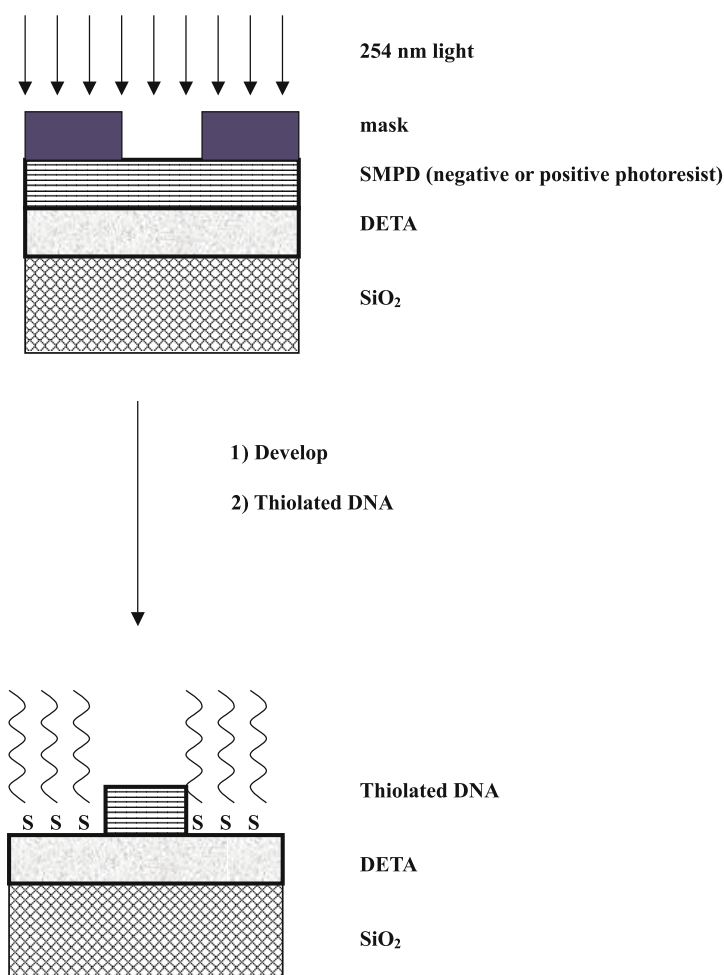 254 nm light
mask
SMPD (negative or positive photoresist)
DETA
SiO₂
1) Develop
2) Thiolated DNA
Thiolated DNA
S S S S S S
DETA
SiO₂